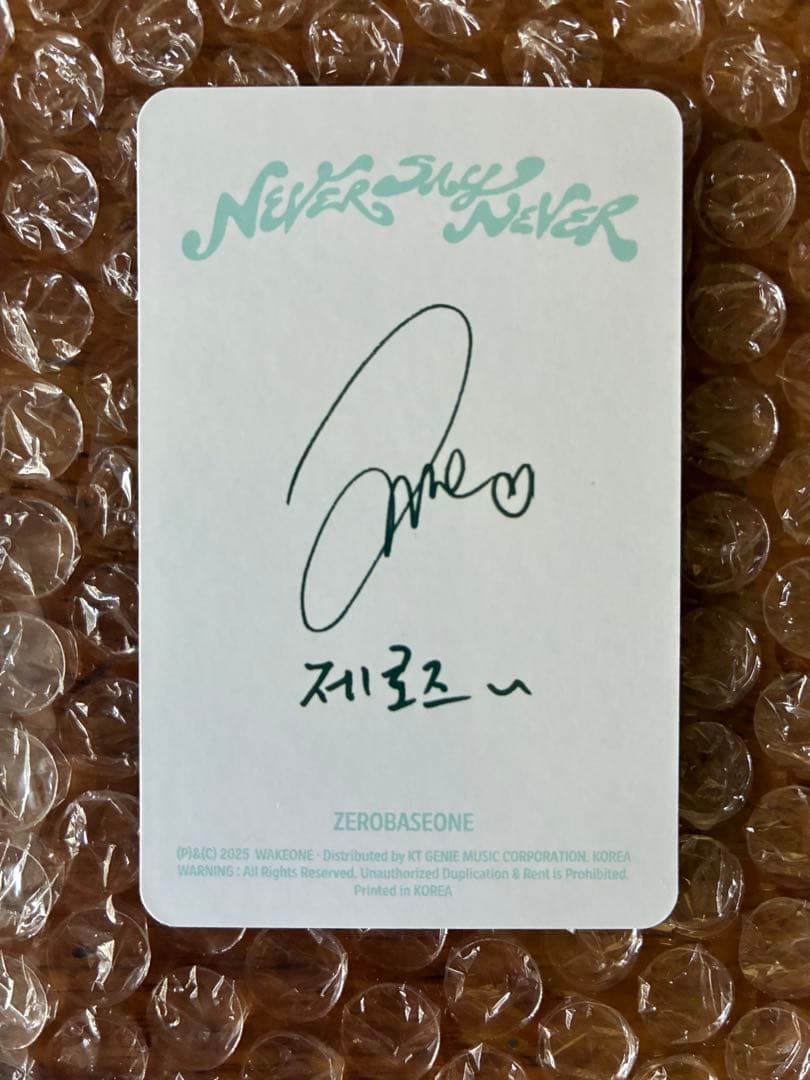 NEVER SAY NEVER
제로즈~
ZEROBASEONE
(P)&(C) 2025 WAKEONE · Distributed by KT GENIE MUSIC CORPORATION, KOREA
WARNING : All Rights Reserved. Unauthorized Duplication & Rent is Prohibited.
Printed in KOREA